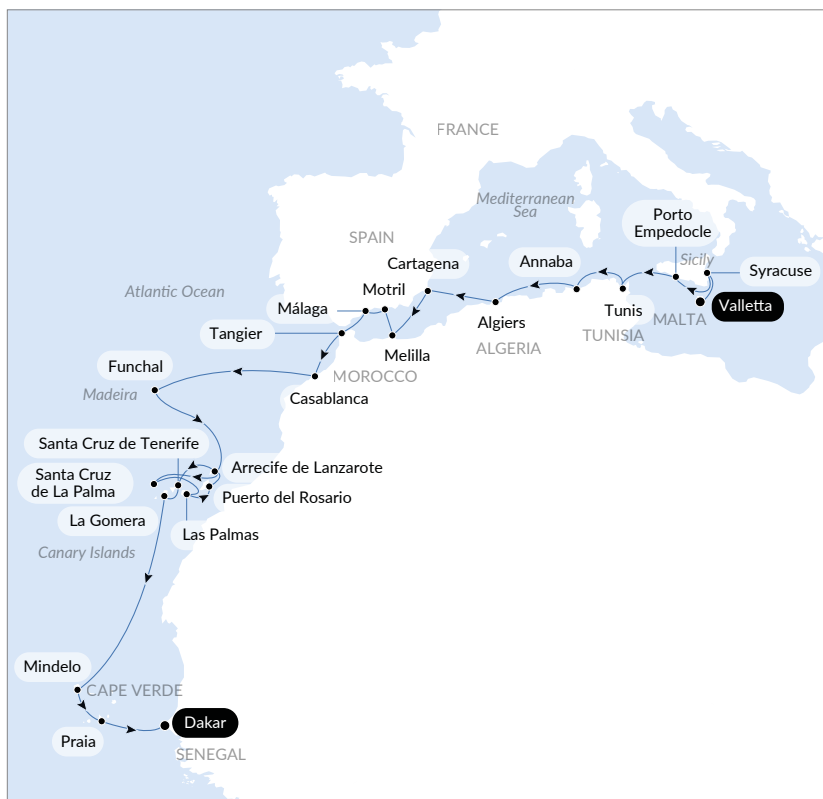 FRANCE
Mediterranean
Sea
Porto
Empedocle
SPAIN
Cartagena
Annaba
Sicily
Syracuse
Atlantic Ocean
Motril
Málaga
Valletta
Tunis
MALTA
Algiers
Tangier
TUNISIA
Melilla
ALGERIA
Funchal
MOROCCO
Madeira
Casablanca
Santa Cruz de Tenerife
Arrecife de Lanzarote
Santa Cruz
de La Palma
Puerto del Rosario
La Gomera
Las Palmas
Canary Islands
Mindelo
CAPE VERDE
Dakar
Praia
SENEGAL